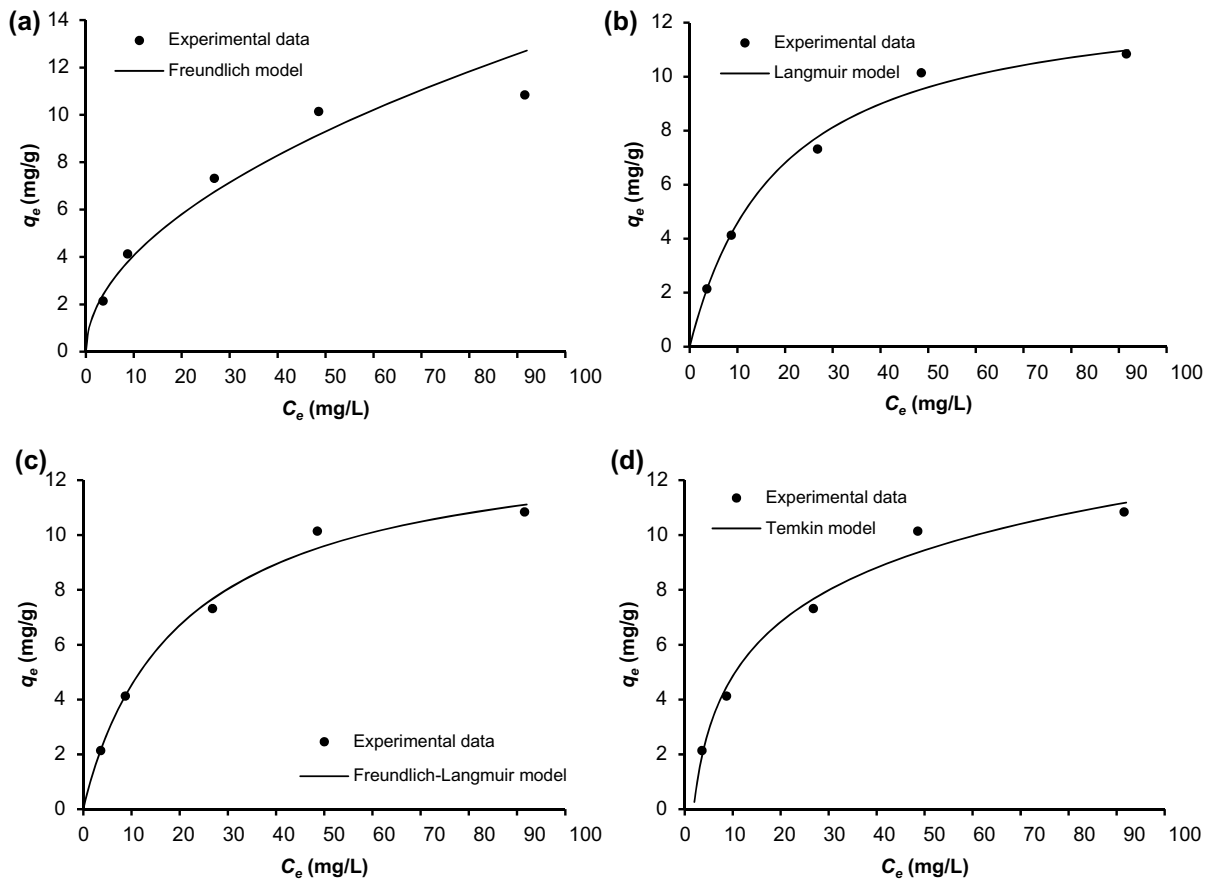 (a)
14
12
10
8
6
4
2
0
qe (mg/g)
Experimental data
Freundlich model
0 10 20 30 40 50 60 70 80 90 100
Ce (mg/L)
(b)
12
10
8
6
4
2
0
qe (mg/g)
Experimental data
Langmuir model
0 10 20 30 40 50 60 70 80 90 100
Ce (mg/L)
(c)
12
10
8
6
4
2
0
qe (mg/g)
Experimental data
Freundlich-Langmuir model
0 10 20 30 40 50 60 70 80 90 100
Ce (mg/L)
(d)
12
10
8
6
4
2
0
qe (mg/g)
Experimental data
Temkin model
0 10 20 30 40 50 60 70 80 90 100
Ce (mg/L)